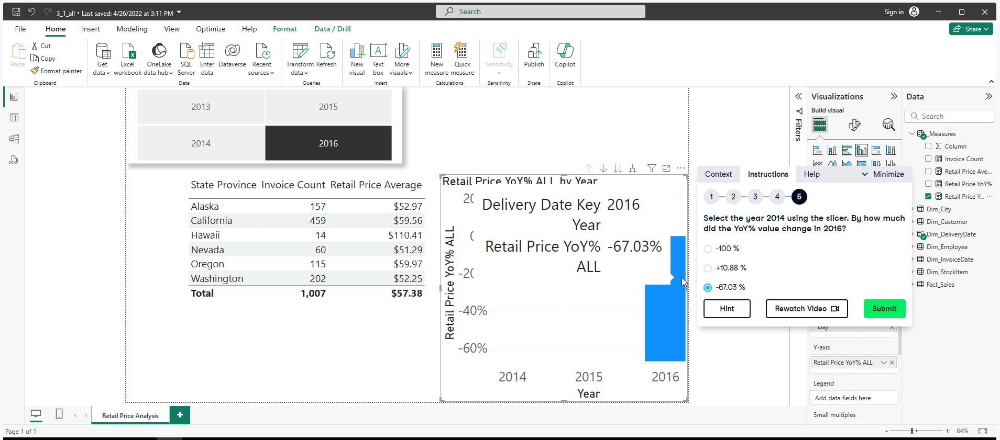 3_1_all • Last saved: 4/26/2022 at 3:11 PM
Search
Sign in
File Home Insert Modeling View Optimize Help Format Data / Drill
Share
Paste
Cut
Copy
Format painter
Clipboard
Get data
Excel workbook
OneLake data hub
SQL Server
Enter data
Dataverse
Recent sources
Data
Transform data
Refresh
Queries
New visual
Text box
More visuals
Insert
New measure
Quick measure
Calculations
Sensitivity
Sensitivity
Publish
Share
Copilot
Copilot
2013 2015
2014 2016
State Province Invoice Count Retail Price Average
Alaska 157 $52.97
California 459 $59.56
Hawaii 14 $110.41
Nevada 60 $51.29
Oregon 115 $59.97
Washington 202 $52.25
Total 1,007 $57.38
Retail Price YoY% ALL by Year
Retail Price YoY% ALL
20
0
-20
-40%
-60%
Delivery Date Key Year 2016
Retail Price YoY% ALL -67.03%
2014 2015 2016
Year
Filters
Visualizations
Build visual
Context Instructions Help Minimize
1 2 3 4 5
Select the year 2014 using the slicer. By how much
did the YoY% value change in 2016?
-100 %
+10.88 %
-67.03 %
Hint Rewatch Video Submit
Day
Y-axis
Retail Price YoY% ALL
Legend
Add data fields here
Small multiples
Data
Search
_Measures
Column
Invoice Count
Retail Price Ave...
Retail Price YoY%
Retail Price Y... ...
Dim_City
Dim_Customer
Dim_DeliveryDate
Dim_Employee
Dim_InvoiceDate
Dim_StockItem
Fact_Sales
Retail Price Analysis
+
Page 1 of 1
- + 84%